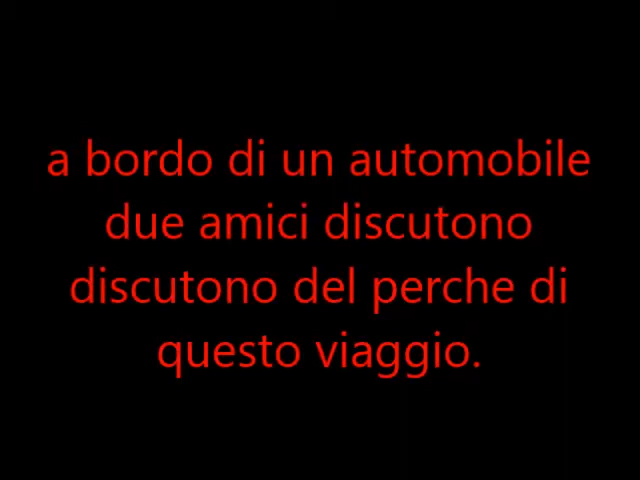 a bordo di un automobile
due amici discutono
discutono del perche di
questo viaggio.